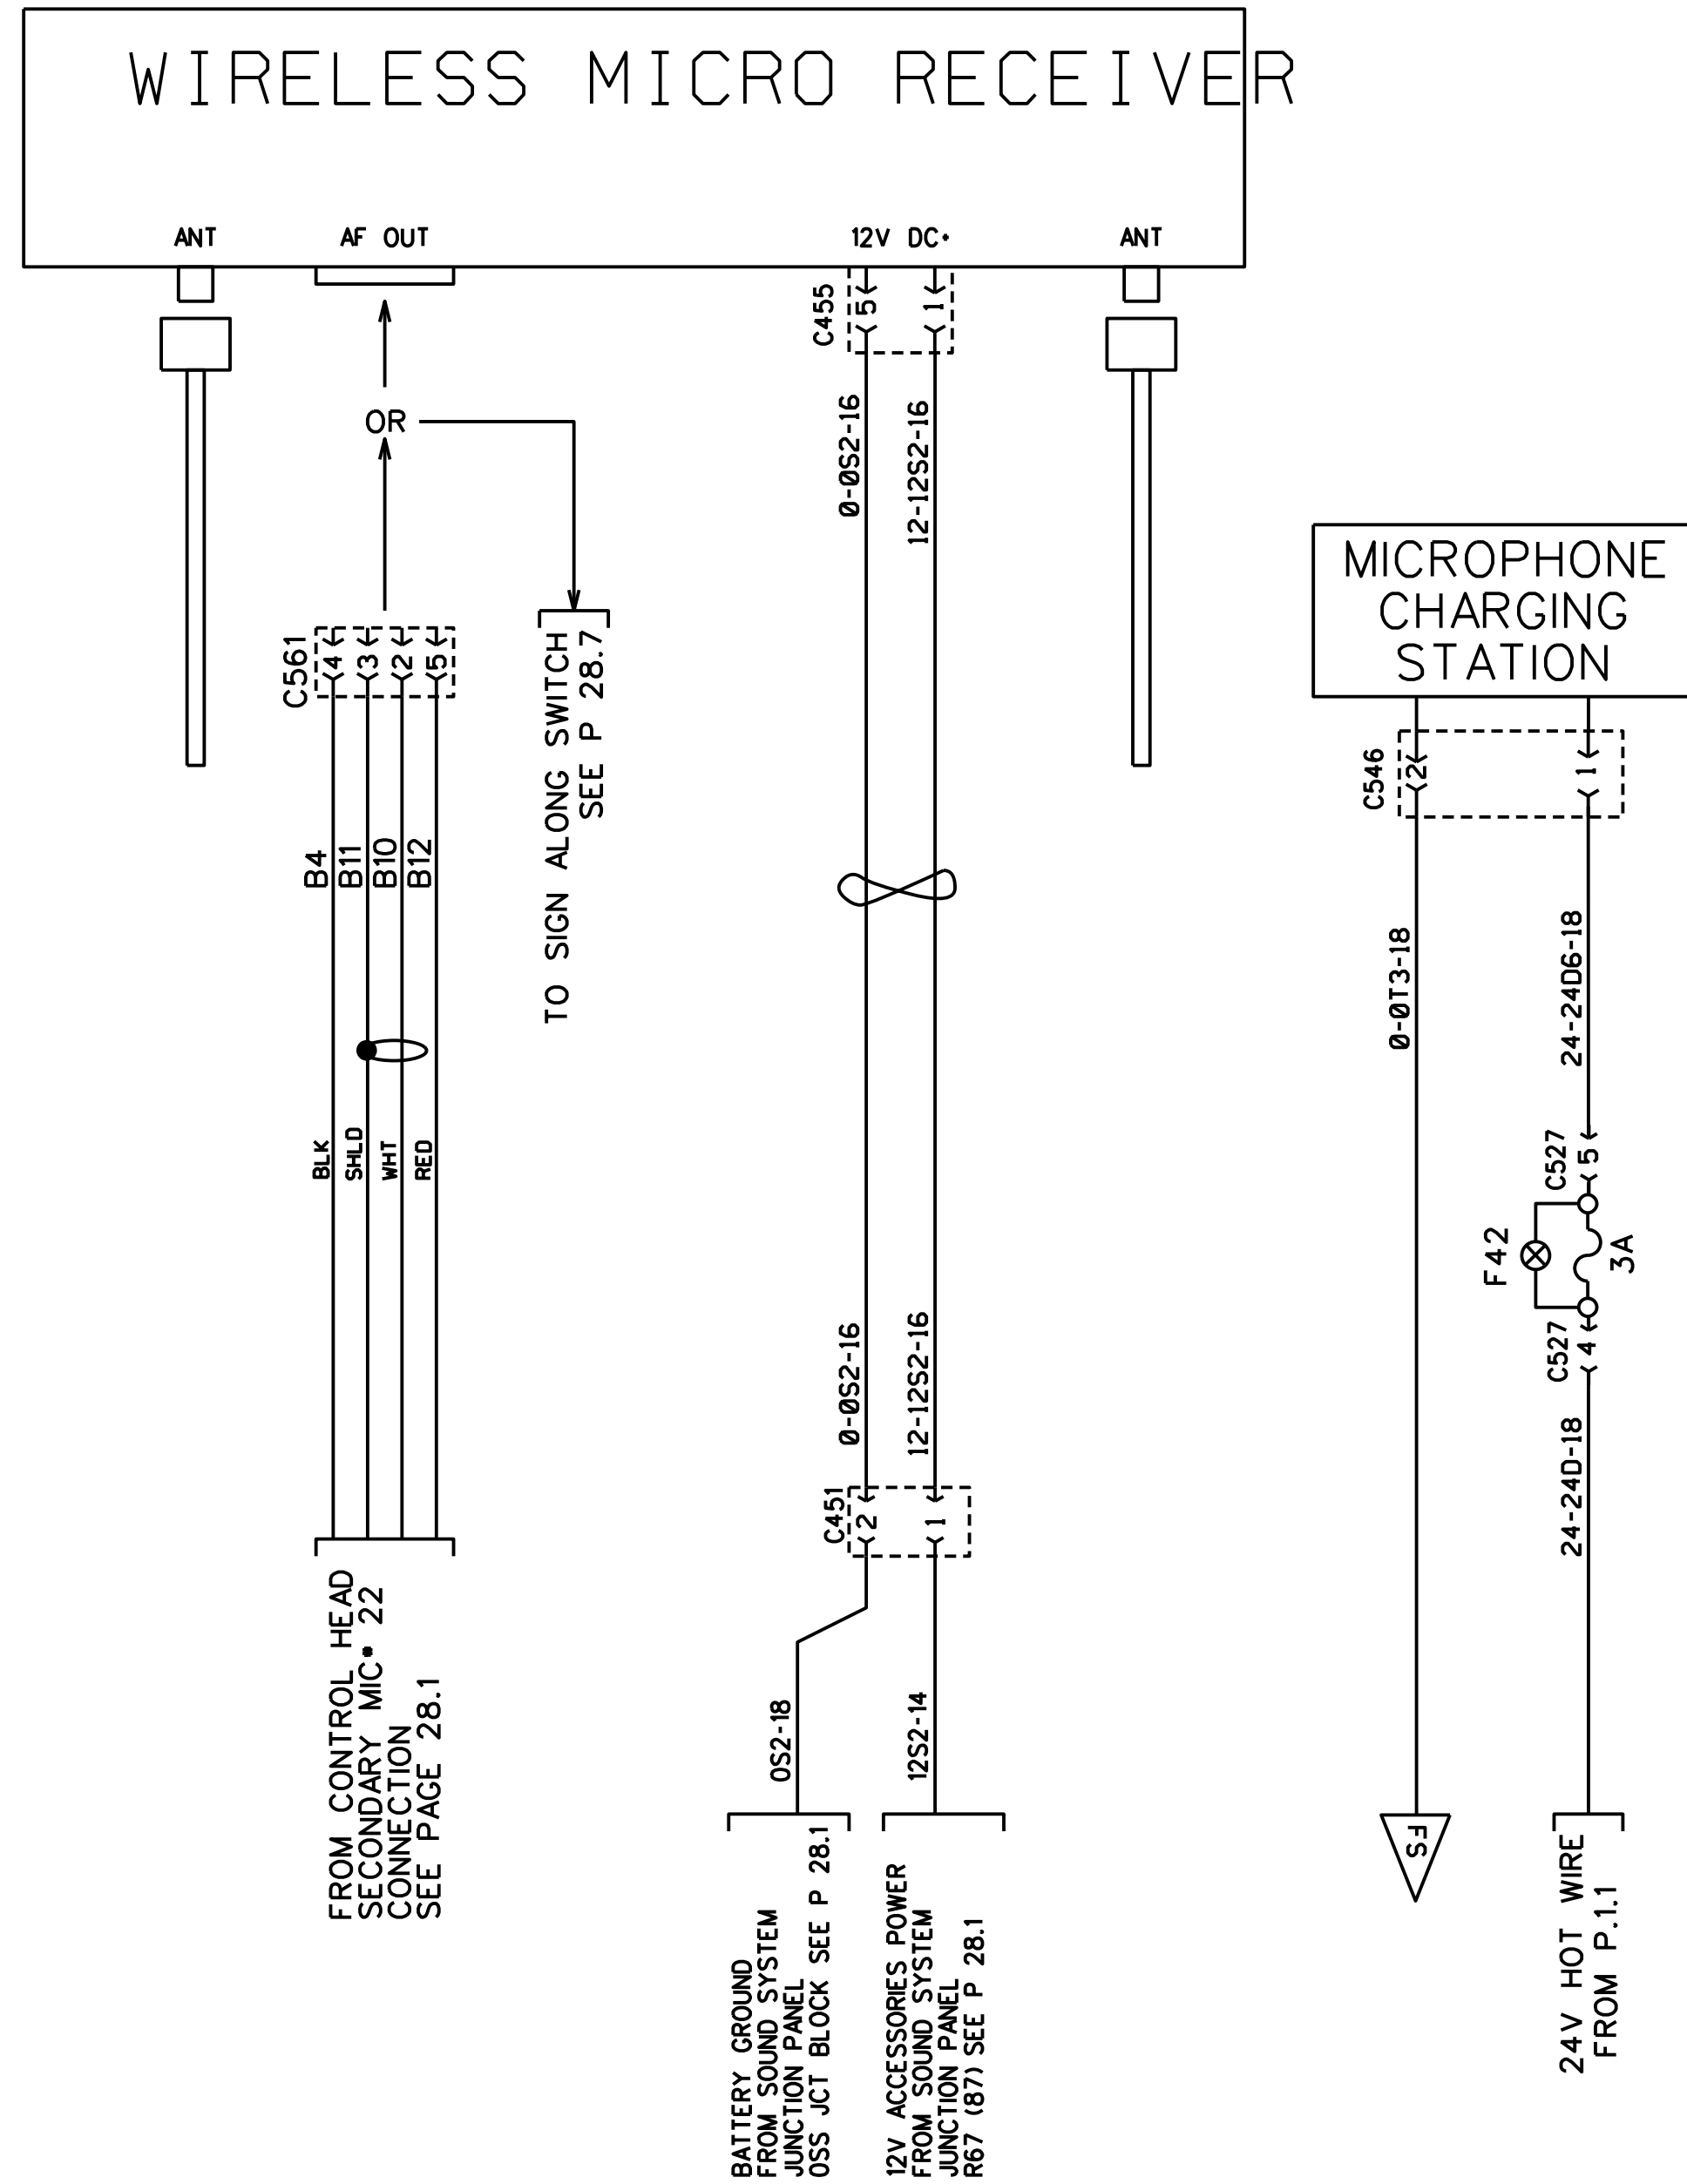 WIRELESS MICRO RECEIVER
ANT
AF OUT
12V DC+
ANT
C455
5
1
OR
0-0S2-16
12-12S2-16
MICROPHONE
CHARGING
STATION
C561
4
3
2
5
TO SIGN ALONG SWITCH
SEE P 28.7
C546
2
1
B4
B11
B10
B12
0-0T3-18
24-24D6-18
BLK
SHLD
WHT
RED
C527
5
F42
3A
C527
4
0-0S2-16
12-12S2-16
24-24D-18
C451
2
1
FROM CONTROL HEAD
SECONDARY MIC* 22
CONNECTION
SEE PAGE 28.1
0S2-18
12S2-14
FS
BATTERY GROUND
FROM SOUND SYSTEM
JUNCTION PANEL
0SS JCT BLOCK SEE P 28.1
12V ACCESSORIES POWER
FROM SOUND SYSTEM
JUNCTION PANEL
R67 (87) SEE P 28.1
24V HOT WIRE
FROM P.1.1